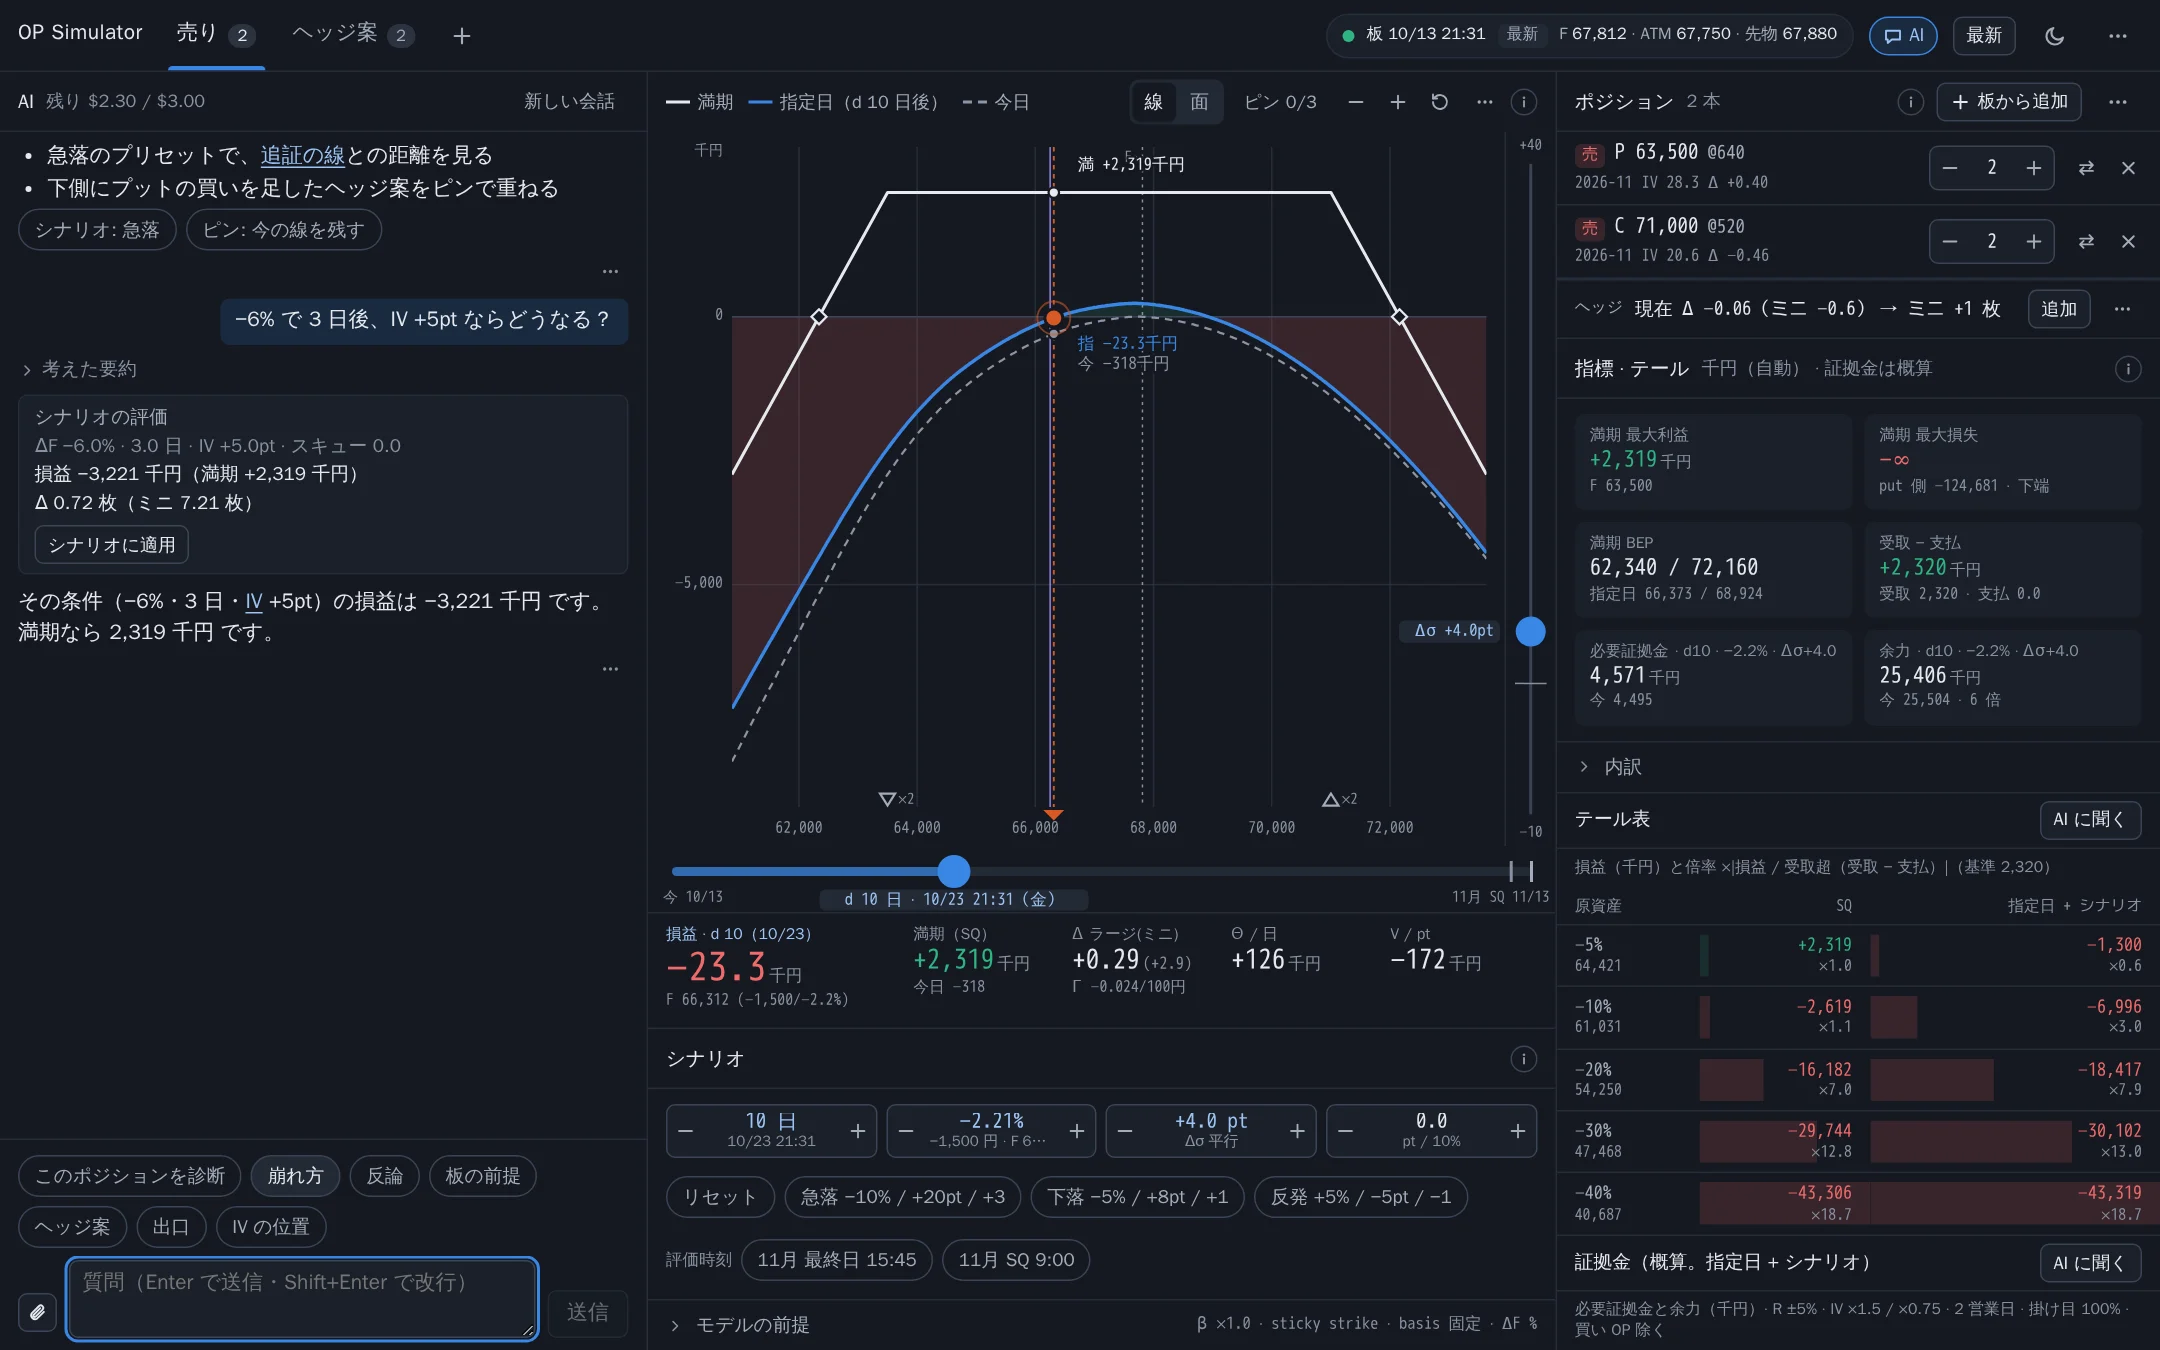 OP Simulator 売り 2 ヘッジ案 2 +
板 10/13 21:31 最新 F 67,812 · ATM 67,750 · 先物 67,880 AI 最新 …
AI 残り $2.30 / $3.00 新しい会話
• 急落のプリセットで、追証の線との距離を見る
• 下側にプットの買いを足したヘッジ案をピンで重ねる
シナリオ: 急落 ピン: 今の線を残す
…
−6% で 3 日後、IV +5pt ならどうなる？
> 考えた要約
シナリオの評価
ΔF −6.0% · 3.0 日 · IV +5.0pt · スキュー 0.0
損益 −3,221 千円（満期 +2,319 千円）
Δ 0.72 枚（ミニ 7.21 枚）
シナリオに適用
その条件（−6%・3 日・IV +5pt）の損益は −3,221 千円 です。
満期なら 2,319 千円 です。
…
このポジションを診断 崩れ方 反論 板の前提
ヘッジ案 出口 IV の位置
質問（Enter で送信・Shift+Enter で改行）
送信
満期 指定日（d 10 日後） 今日 線 面 ピン 0/3 − + … i
千円 +40
F
満 +2,319千円
0
指 −23.3千円
今 −318千円
−5,000
Δσ +4.0pt
×2 ×2
62,000 64,000 66,000 68,000 70,000 72,000 −10
今 10/13 d 10 日 · 10/23 21:31（金） 11月 SQ 11/13
損益 · d 10（10/23） 満期（SQ） Δ ラージ(ミニ) Θ / 日 V / pt
−23.3千円 +2,319千円 +0.29(+2.9) +126千円 −172千円
F 66,312 (−1,500/−2.2%) 今日 −318 Γ −0.024/100円
シナリオ i
− 10 日 + − −2.21% + − +4.0 pt + − 0.0 +
10/23 21:31 −1,500 円 · F 6… Δσ 平行 pt / 10%
リセット 急落 −10% / +20pt / +3 下落 −5% / +8pt / +1 反発 +5% / −5pt / −1
評価時刻 11月 最終日 15:45 11月 SQ 9:00
> モデルの前提 β ×1.0 · sticky strike · basis 固定 · ΔF %
ポジション 2 本 i + 板から追加 …
売 P 63,500 @640 − 2 + ⇄ ×
2026-11 IV 28.3 Δ +0.40
売 C 71,000 @520 − 2 + ⇄ ×
2026-11 IV 20.6 Δ −0.46
ヘッジ 現在 Δ −0.06 (ミニ −0.6) → ミニ +1 枚 追加 …
指標 · テール 千円（自動） · 証拠金は概算 i
満期 最大利益 満期 最大損失
+2,319千円 −∞
F 63,500 put 側 −124,681 · 下端
満期 BEP 受取 − 支払
62,340 / 72,160 +2,320千円
指定日 66,373 / 68,924 受取 2,320 · 支払 0.0
必要証拠金 · d10 · −2.2% · Δσ+4.0 余力 · d10 · −2.2% · Δσ+4.0
4,571千円 25,406千円
今 4,495 今 25,504 · 6 倍
> 内訳
テール表 AI に聞く
損益（千円）と倍率 ×|損益 / 受取超（受取 − 支払）|（基準 2,320）
原資産 SQ 指定日 + シナリオ
−5% +2,319 −1,300
64,421 ×1.0 ×0.6
−10% −2,619 −6,996
61,031 ×1.1 ×3.0
−20% −16,182 −18,417
54,250 ×7.0 ×7.9
−30% −29,744 −30,102
47,468 ×12.8 ×13.0
−40% −43,306 −43,319
40,687 ×18.7 ×18.7
証拠金（概算。指定日 + シナリオ） AI に聞く
必要証拠金と余力（千円）· R ±5% · IV ×1.5 / ×0.75 · 2 営業日 · 掛け目 100% ·
買い OP 除く